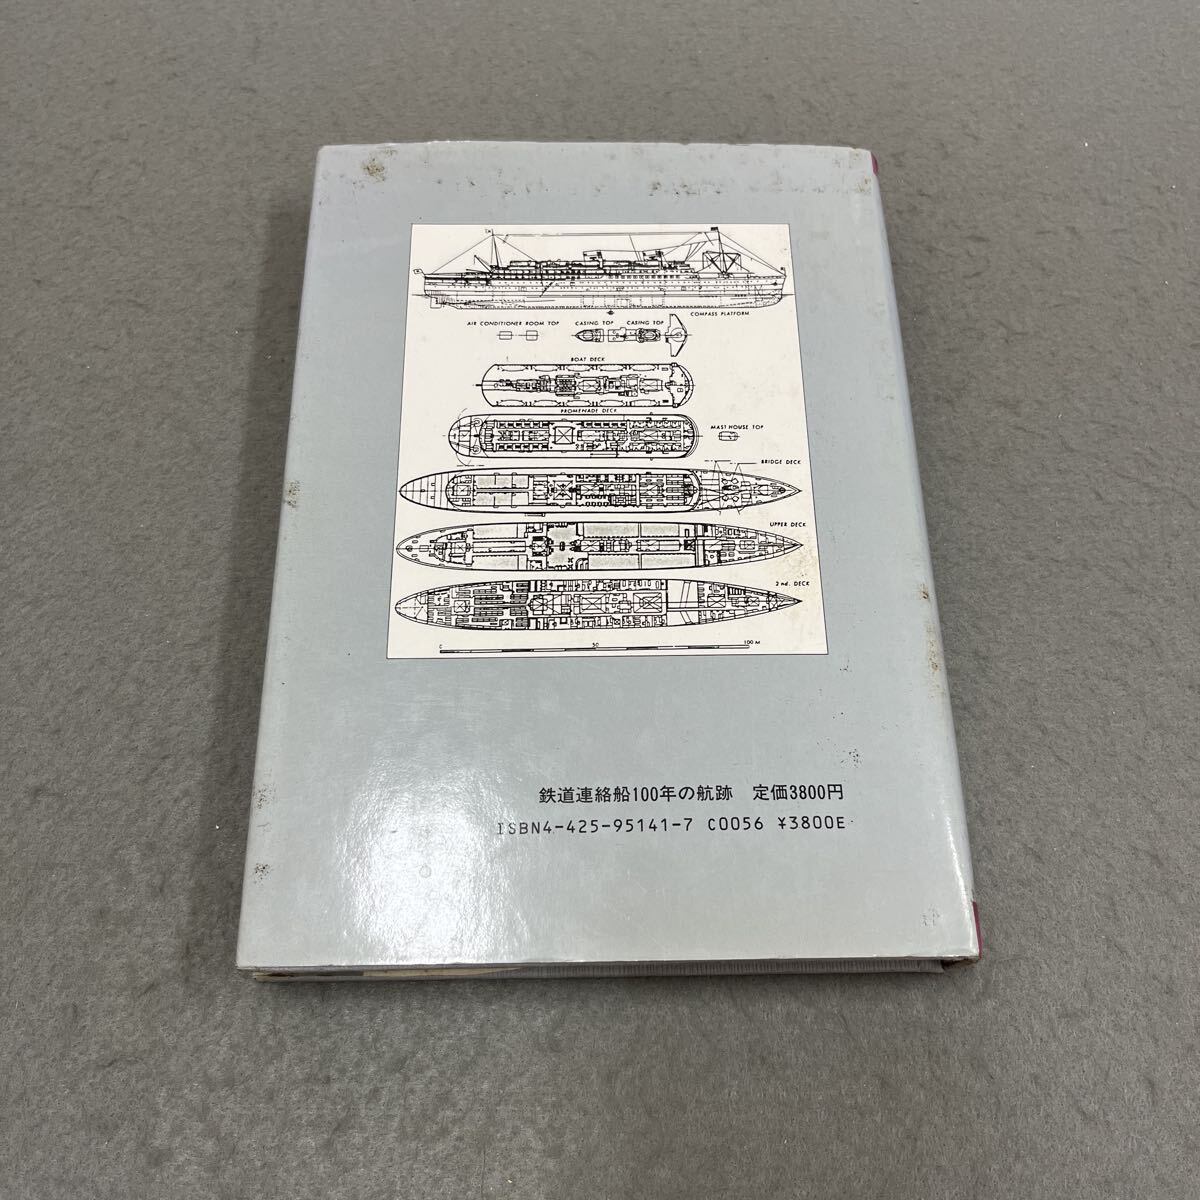 COMPASS PLATFORM
AIR CONDITIONER ROOM TOP
CASING TOP
CASING TOP
BOAT DECK
PROMENADE DECK
MAST HOUSE TOP
BRIDGE DECK
UPPER DECK
2nd. DECK
50
100 M
鉄道連絡船100年の航跡 定価3800円
ISBN4-425-95141-7 C0056 ¥3800E